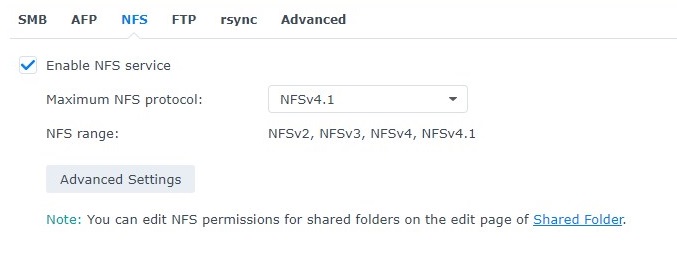 SMB AFP NFS FTP rsync Advanced
Enable NFS service
Maximum NFS protocol: NFSv4.1
NFS range: NFSv2, NFSv3, NFSv4, NFSv4.1
Advanced Settings
Note: You can edit NFS permissions for shared folders on the edit page of Shared Folder.